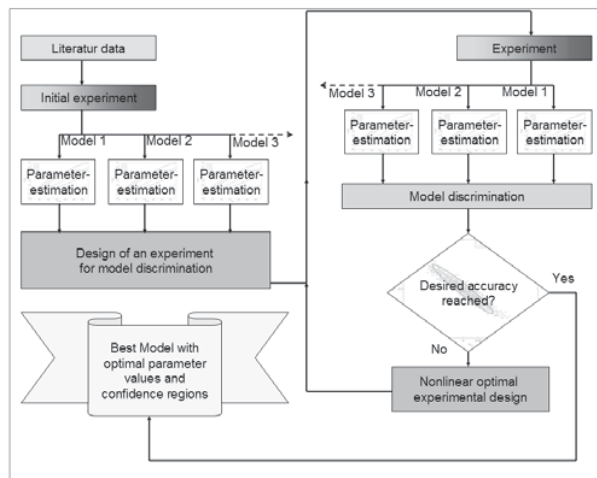 Literatur data
Initial experiment
Model 1
Model 2
Model 3
Parameter-
estimation
Parameter-
estimation
Parameter-
estimation
Design of an experiment
for model discrimination
Best Model with
optimal parameter
values and
confidence regions
Experiment
Model 3
Model 2
Model 1
Parameter-
estimation
Parameter-
estimation
Parameter-
estimation
Model discrimination
Desired accuracy
reached?
Yes
No
Nonlinear optimal
experimental design